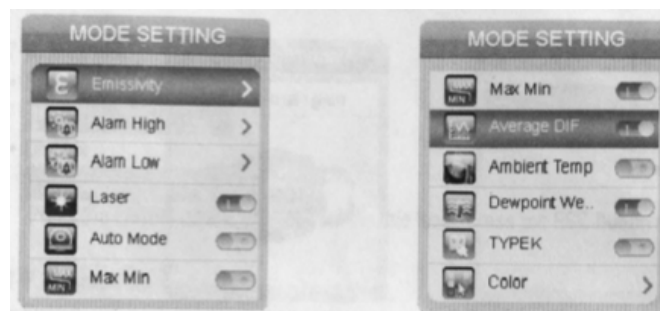 MODE SETTING
Emissivity
Alam High
Alam Low
Laser
Auto Mode
Max Min
MODE SETTING
Max Min
Average DIF
Ambient Temp
Dewpoint We..
TYPEK
Color